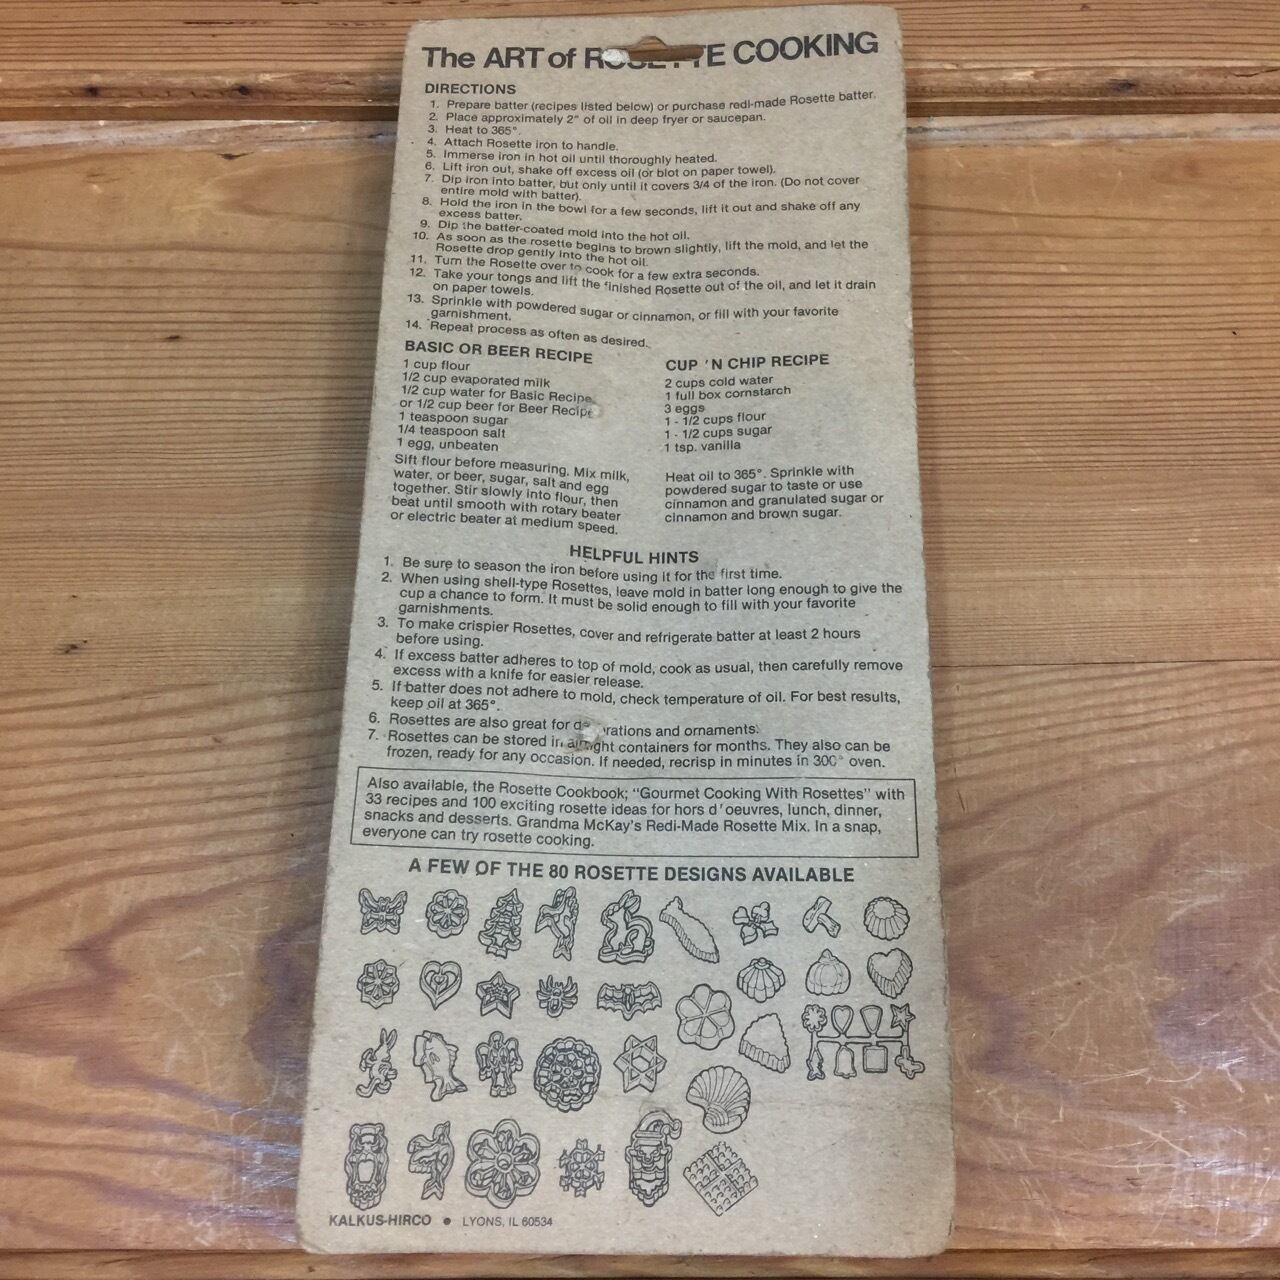 The ART of ROSETTE COOKING
DIRECTIONS
1. Prepare batter (recipes listed below) or purchase redi-made Rosette batter.
2. Place approximately 2" of oil in deep fryer or saucepan.
3. Heat to 365°.
4. Attach Rosette iron to handle.
5. Immerse iron in hot oil until thoroughly heated.
6. Lift iron out, shake off excess oil (or blot on paper towel).
7. Dip iron into batter, but only until it covers 3/4 of the iron. (Do not cover
entire mold with batter).
8. Hold the iron in the bowl for a few seconds, lift it out and shake off any
excess batter.
9. Dip the batter-coated mold into the hot oil.
10. As soon as the rosette begins to brown slightly, lift the mold, and let the
Rosette drop gently into the hot oil.
11. Turn the Rosette over to cook for a few extra seconds.
12. Take your tongs and lift the finished Rosette out of the oil, and let it drain
on paper towels.
13. Sprinkle with powdered sugar or cinnamon, or fill with your favorite
garnishment.
14. Repeat process as often as desired.
BASIC OR BEER RECIPE
1 cup flour
1/2 cup evaporated milk
1/2 cup water for Basic Recipe
or 1/2 cup beer for Beer Recipe
1 teaspoon sugar
1/4 teaspoon salt
1 egg, unbeaten
Sift flour before measuring. Mix milk,
water, or beer, sugar, salt and egg
together. Stir slowly into flour, then
beat until smooth with rotary beater
or electric beater at medium speed.
CUP 'N CHIP RECIPE
2 cups cold water
1 full box cornstarch
3 eggs
1 - 1/2 cups flour
1 - 1/2 cups sugar
1 tsp. vanilla
Heat oil to 365°. Sprinkle with
powdered sugar to taste or use
cinnamon and granulated sugar or
cinnamon and brown sugar.
HELPFUL HINTS
1. Be sure to season the iron before using it for the first time.
2. When using shell-type Rosettes, leave mold in batter long enough to give the
cup a chance to form. It must be solid enough to fill with your favorite
garnishments.
3. To make crispier Rosettes, cover and refrigerate batter at least 2 hours
before using.
4. If excess batter adheres to top of mold, cook as usual, then carefully remove
excess with a knife for easier release.
5. If batter does not adhere to mold, check temperature of oil. For best results,
keep oil at 365°.
6. Rosettes are also great for decorations and ornaments.
7. Rosettes can be stored in airtight containers for months. They also can be
frozen, ready for any occasion. If needed, recrisp in minutes in 300° oven.
Also available, the Rosette Cookbook; "Gourmet Cooking With Rosettes" with
33 recipes and 100 exciting rosette ideas for hors d'oeuvres, lunch, dinner,
snacks and desserts. Grandma McKay's Redi-Made Rosette Mix. In a snap,
everyone can try rosette cooking.
A FEW OF THE 80 ROSETTE DESIGNS AVAILABLE
KALKUS-HIRCO • LYONS, IL 60534